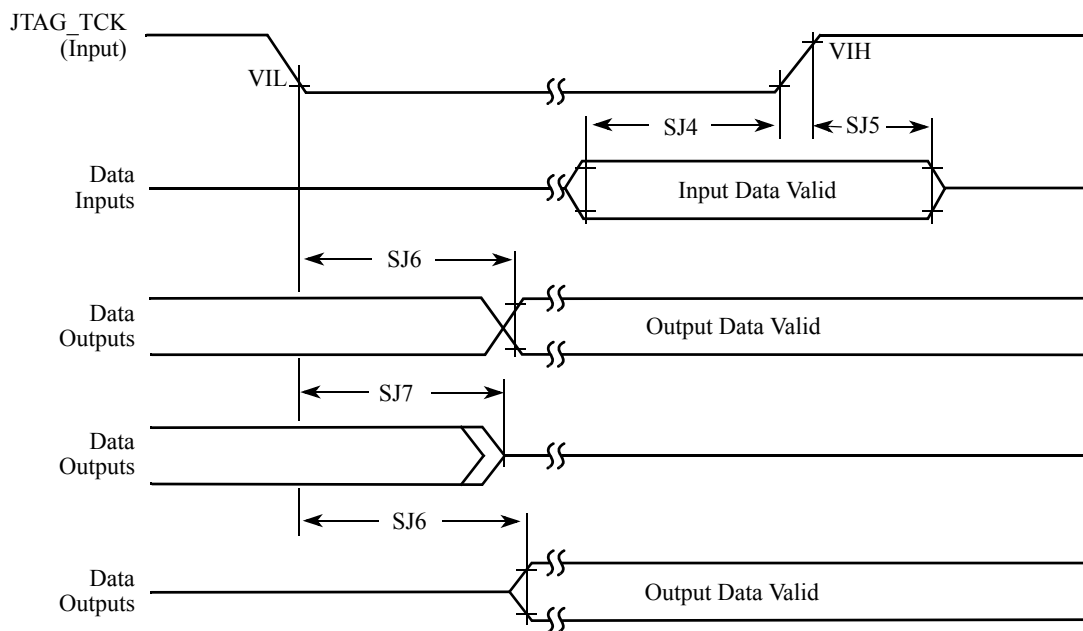 JTAG_TCK
(Input)
VIL
VIH
SJ4
SJ5
Data
Inputs
Input Data Valid
SJ6
Data
Outputs
Output Data Valid
SJ7
Data
Outputs
SJ6
Data
Outputs
Output Data Valid